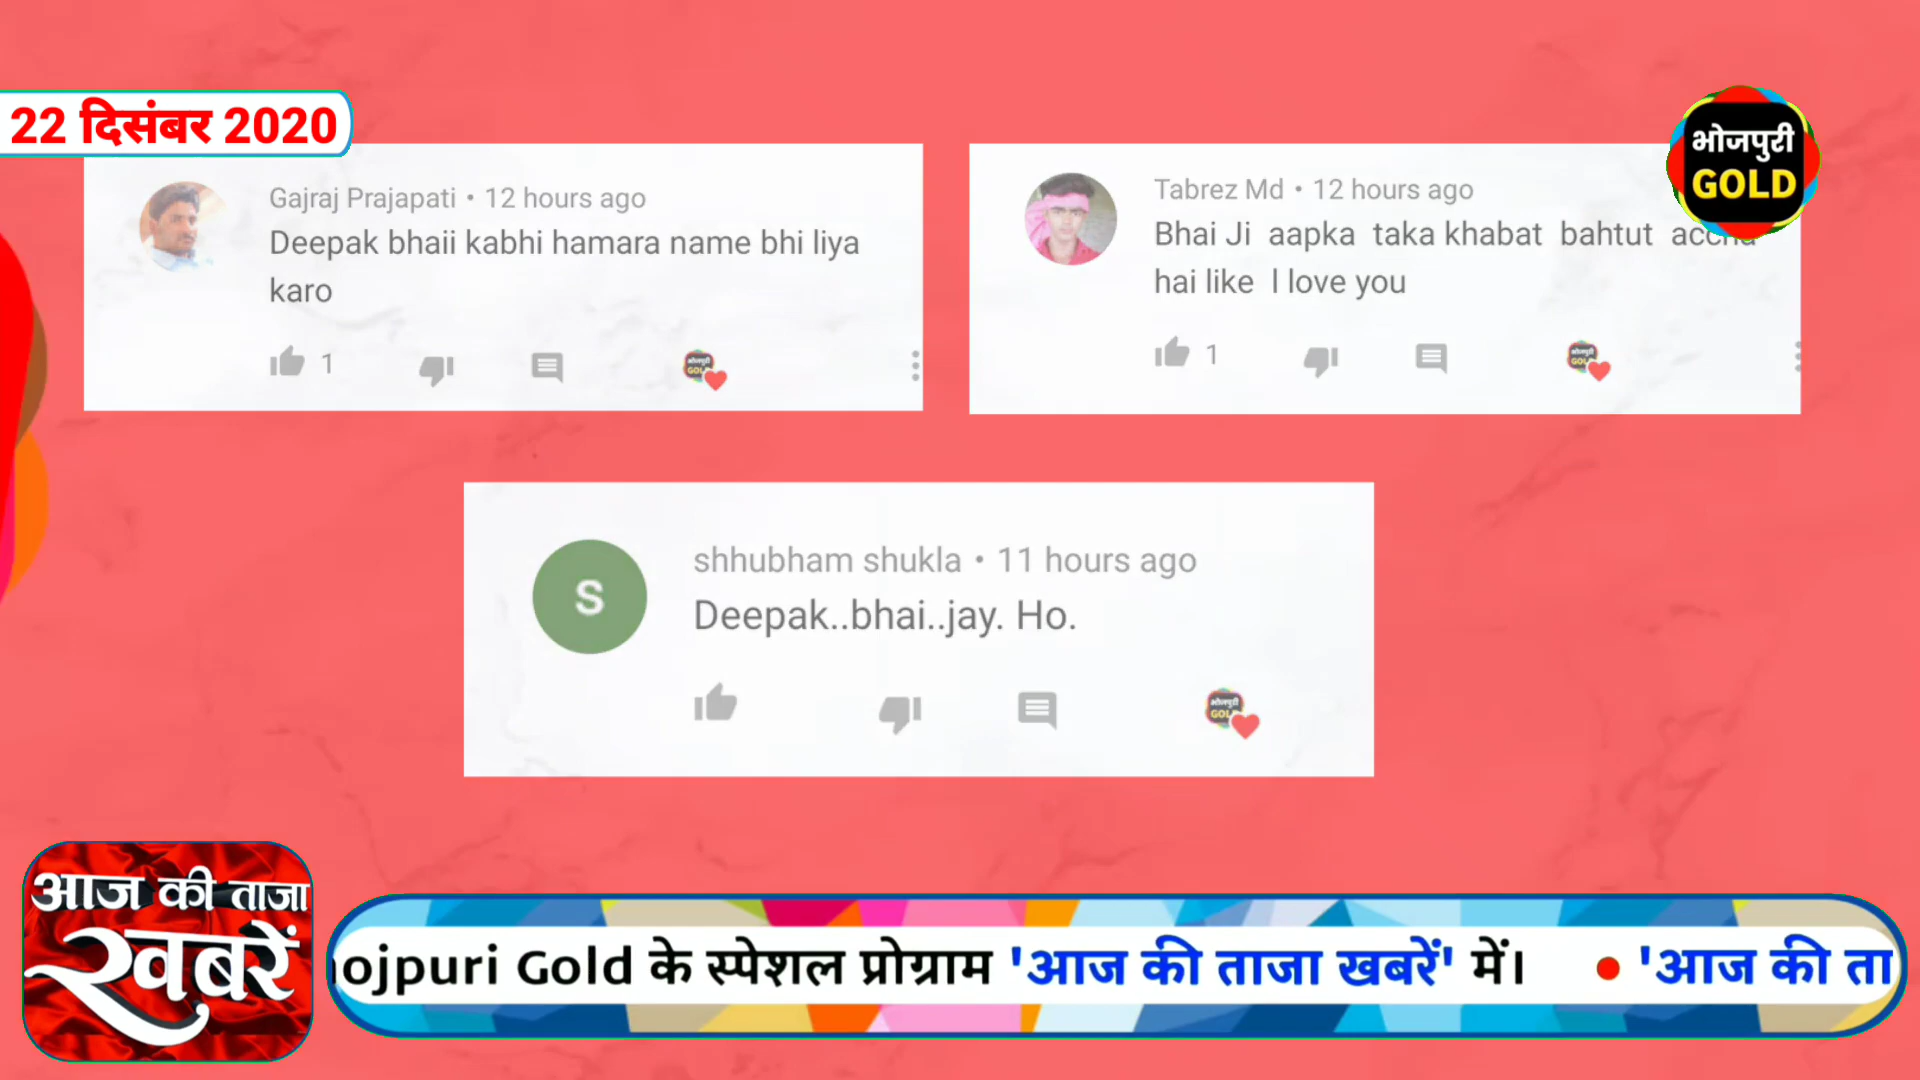 22 दिसंबर 2020
भोजपुरी
GOLD
Gajraj Prajapati • 12 hours ago
Deepak bhaii kabhi hamara name bhi liya
karo
1
Tabrez Md • 12 hours ago
Bhai Ji aapka taka khabat bahtut accha
hai like I love you
1
S
shhubham shukla • 11 hours ago
Deepak..bhai..jay. Ho.
आज की ताजा
खबरें
ojpuri Gold के स्पेशल प्रोग्राम 'आज की ताजा खबरें' में। • 'आज की ता